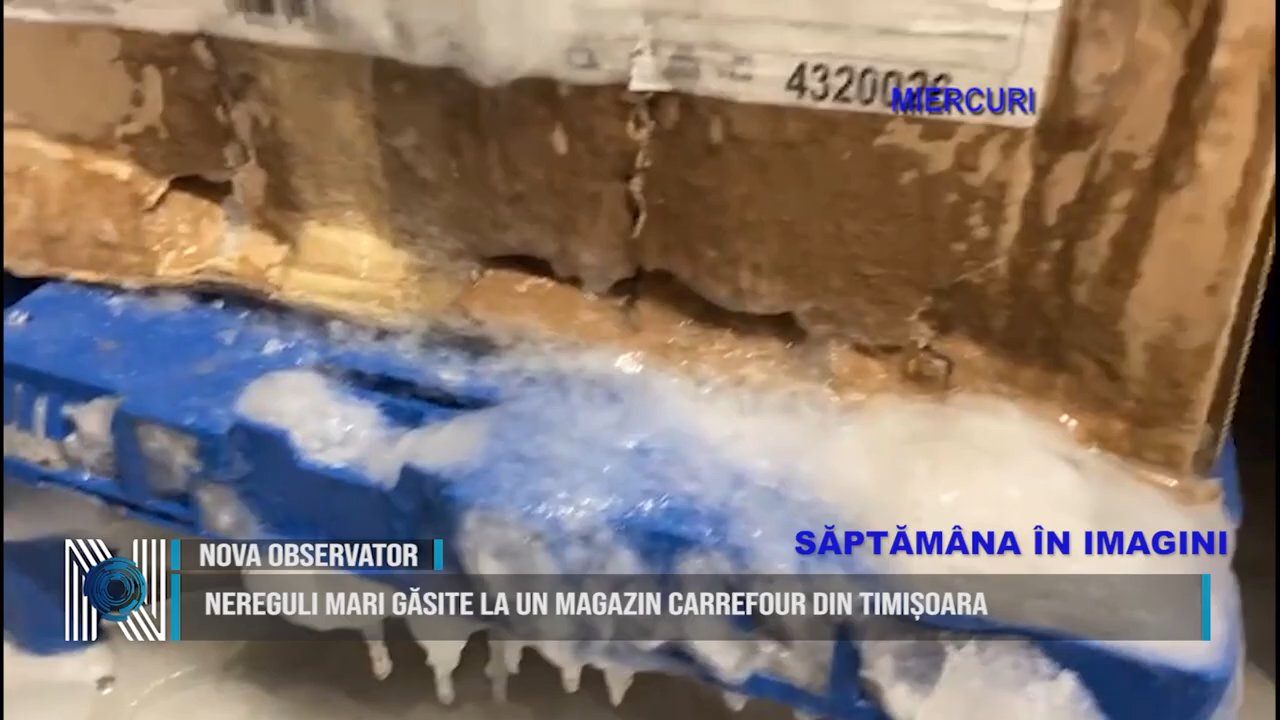 MIERCURI
SĂPTĂMÂNA ÎN IMAGINI
NOVA OBSERVATOR
NEREGULI MARI GĂSITE LA UN MAGAZIN CARREFOUR DIN TIMIȘOARA